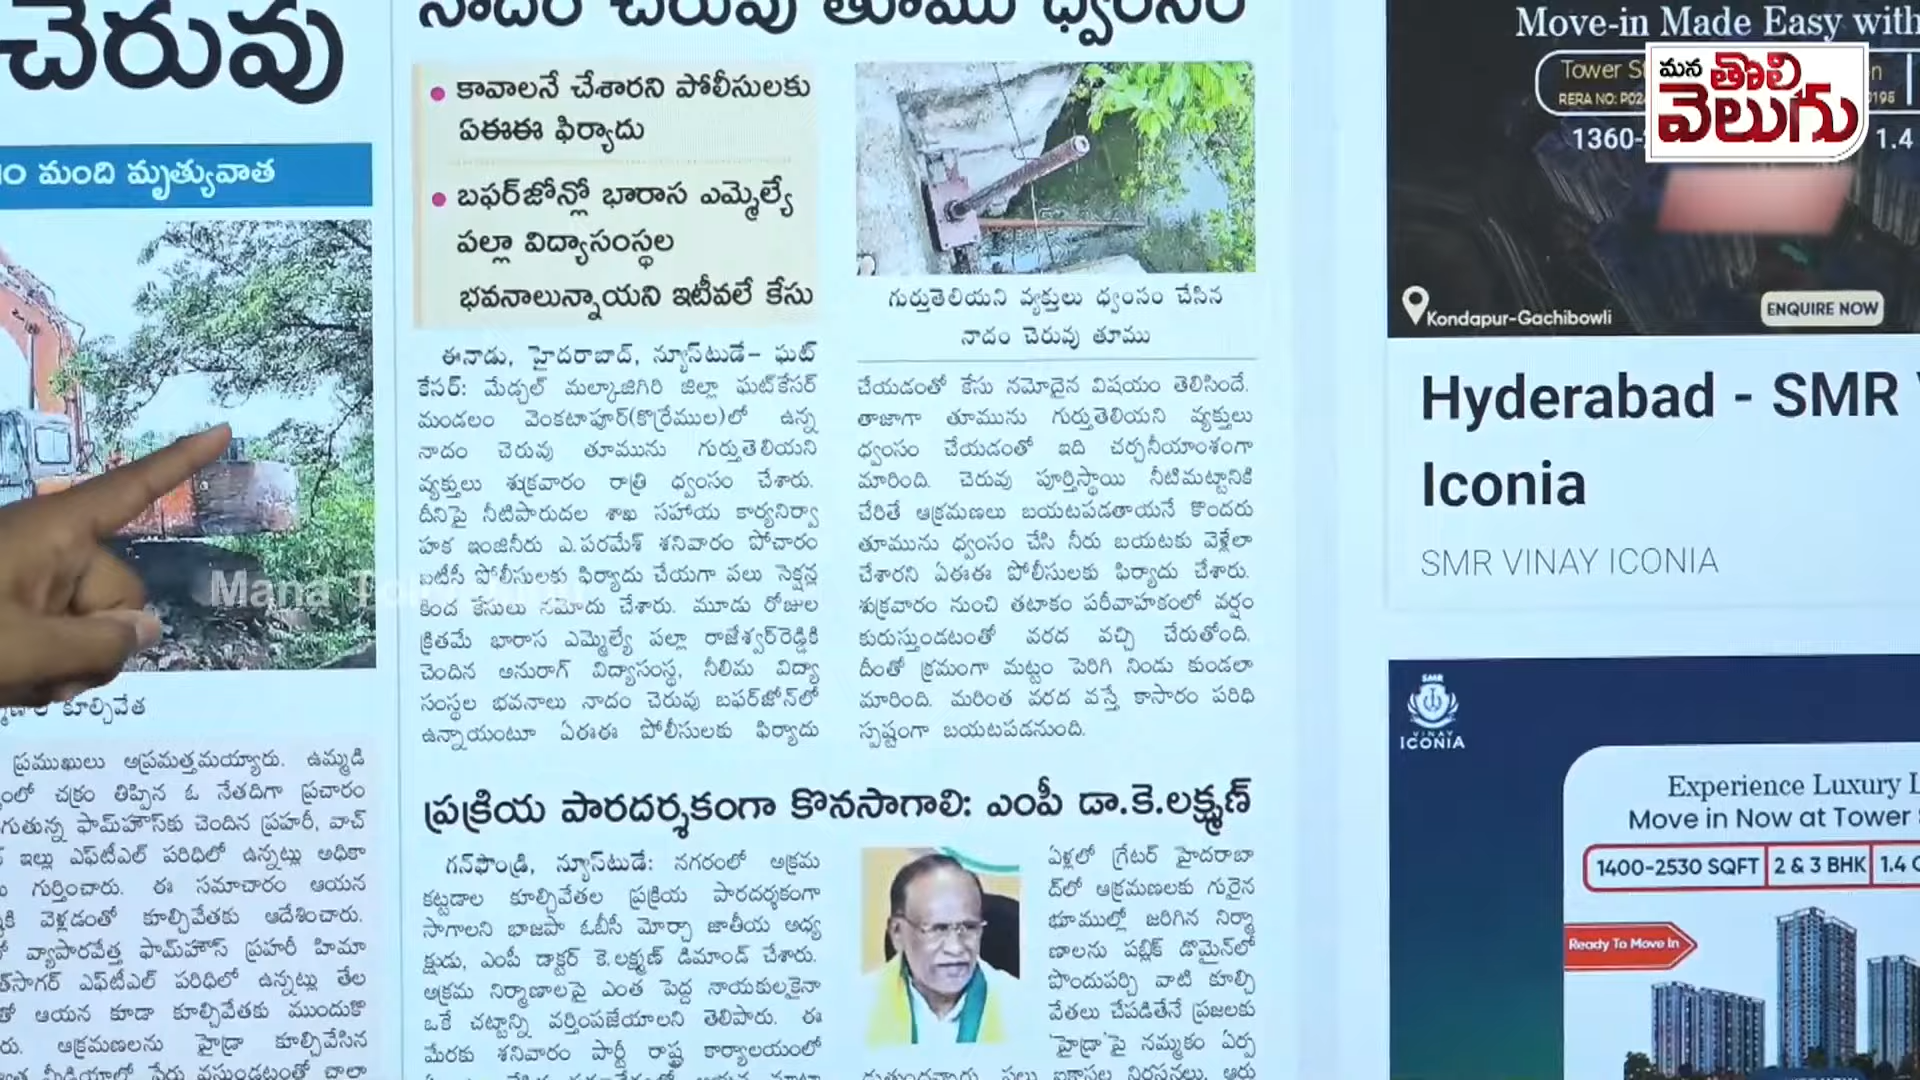 చెరువు
మంది మృత్యువాత
కూల్చివేత
ప్రముఖులు అప్రమత్తమయ్యారు. ఉమ్మడి
చక్రం తిప్పిన ఓ నేతదిగా ప్రచారం
ఫామ్‌హౌస్‌కు చెందిన ప్రహరీ, వాచ్
ఇల్లు ఎఫ్‌టీఎల్ పరిధిలో ఉన్నట్లు అధికా
గుర్తించారు. ఈ సమాచారం ఆయన
వెళ్లడంతో కూల్చివేతకు ఆదేశించారు.
వ్యాపారవేత్త ఫామ్‌హౌస్ ప్రహరీ హిమా
ఎఫ్‌టీఎల్ పరిధిలో ఉన్నట్లు తేల
ఆయన కూడా కూల్చివేతకు ముందుకొ
ఆక్రమణలను హైడ్రా కూల్చివేసిన
నాదం చెరువు తూము ధ్వంసం
• కావాలనే చేశారని పోలీసులకు
ఏఈఈ ఫిర్యాదు
• బఫర్‌జోన్లో భారాస ఎమ్మెల్యే
పల్లా విద్యాసంస్థల
భవనాలున్నాయని ఇటీవలే కేసు
గుర్తుతెలియని వ్యక్తులు ధ్వంసం చేసిన
నాదం చెరువు తూము
ఈనాడు, హైదరాబాద్, న్యూస్‌టుడే- ఘట్
కేసర్: మేడ్చల్ మల్కాజిగిరి జిల్లా ఘట్‌కేసర్
మండలం వెంకటాపూర్(కొర్రేముల)లో ఉన్న
నాదం చెరువు తూమును గుర్తుతెలియని
వ్యక్తులు శుక్రవారం రాత్రి ధ్వంసం చేశారు.
దీనిపై నీటిపారుదల శాఖ సహాయ కార్యనిర్వా
హక ఇంజినీరు ఎ.పరమేశ్ శనివారం పోచారం
ఐటీసీ పోలీసులకు ఫిర్యాదు చేయగా పలు సెక్షన్ల
కింద కేసులు నమోదు చేశారు. మూడు రోజుల
క్రితమే భారాస ఎమ్మెల్యే పల్లా రాజేశ్వర్‌రెడ్డికి
చెందిన అనురాగ్ విద్యాసంస్థ, నీలిమ విద్యా
సంస్థల భవనాలు నాదం చెరువు బఫర్‌జోన్‌లో
ఉన్నాయంటూ ఏఈఈ పోలీసులకు ఫిర్యాదు
చేయడంతో కేసు నమోదైన విషయం తెలిసిందే.
తాజాగా తూమును గుర్తుతెలియని వ్యక్తులు
ధ్వంసం చేయడంతో ఇది చర్చనీయాంశంగా
మారింది. చెరువు పూర్తిస్థాయి నీటిమట్టానికి
చేరితే ఆక్రమణలు బయటపడతాయనే కొందరు
తూమును ధ్వంసం చేసి నీరు బయటకు వెళ్లేలా
చేశారని ఏఈఈ పోలీసులకు ఫిర్యాదు చేశారు.
శుక్రవారం నుంచి తటాకం పరీవాహకంలో వర్షం
కురుస్తుండటంతో వరద వచ్చి చేరుతోంది.
దీంతో క్రమంగా మట్టం పెరిగి నిండు కుండలా
మారింది. మరింత వరద వస్తే కాసారం పరిధి
స్పష్టంగా బయటపడనుంది.
ప్రక్రియ పారదర్శకంగా కొనసాగాలి: ఎంపీ డా.కె.లక్ష్మణ్
గన్‌ఫౌండ్రి, న్యూస్‌టుడే: నగరంలో అక్రమ
కట్టడాల కూల్చివేతల ప్రక్రియ పారదర్శకంగా
సాగాలని భాజపా ఓబీసీ మోర్చా జాతీయ అధ్య
క్షుడు, ఎంపీ డాక్టర్ కె.లక్ష్మణ్ డిమాండ్ చేశారు.
అక్రమ నిర్మాణాలపై ఎంత పెద్ద నాయకులకైనా
ఒకే చట్టాన్ని వర్తింపజేయాలని తెలిపారు. ఈ
మేరకు శనివారం పార్టీ రాష్ట్ర కార్యాలయంలో
ఏళ్లలో గ్రేటర్ హైదరాబా
ద్‌లో ఆక్రమణలకు గురైన
భూముల్లో జరిగిన నిర్మా
ణాలను పబ్లిక్ డొమైన్‌లో
పొందుపర్చి వాటి కూల్చి
వేతలు చేపడితేనే ప్రజలకు
'హైడ్రా'పై నమ్మకం ఏర్ప
Mana
Move-in Made Easy with
Tower
RERA NO:
1360-
1.4
మన తొలి
వెలుగు
Kondapur-Gachibowli
ENQUIRE NOW
Hyderabad - SMR
Iconia
SMR VINAY ICONIA
SMR
VINAY
ICONIA
Experience Luxury
Move in Now at Tower
1400-2530 SQFT
2 & 3 BHK
1.4
Ready To Move In